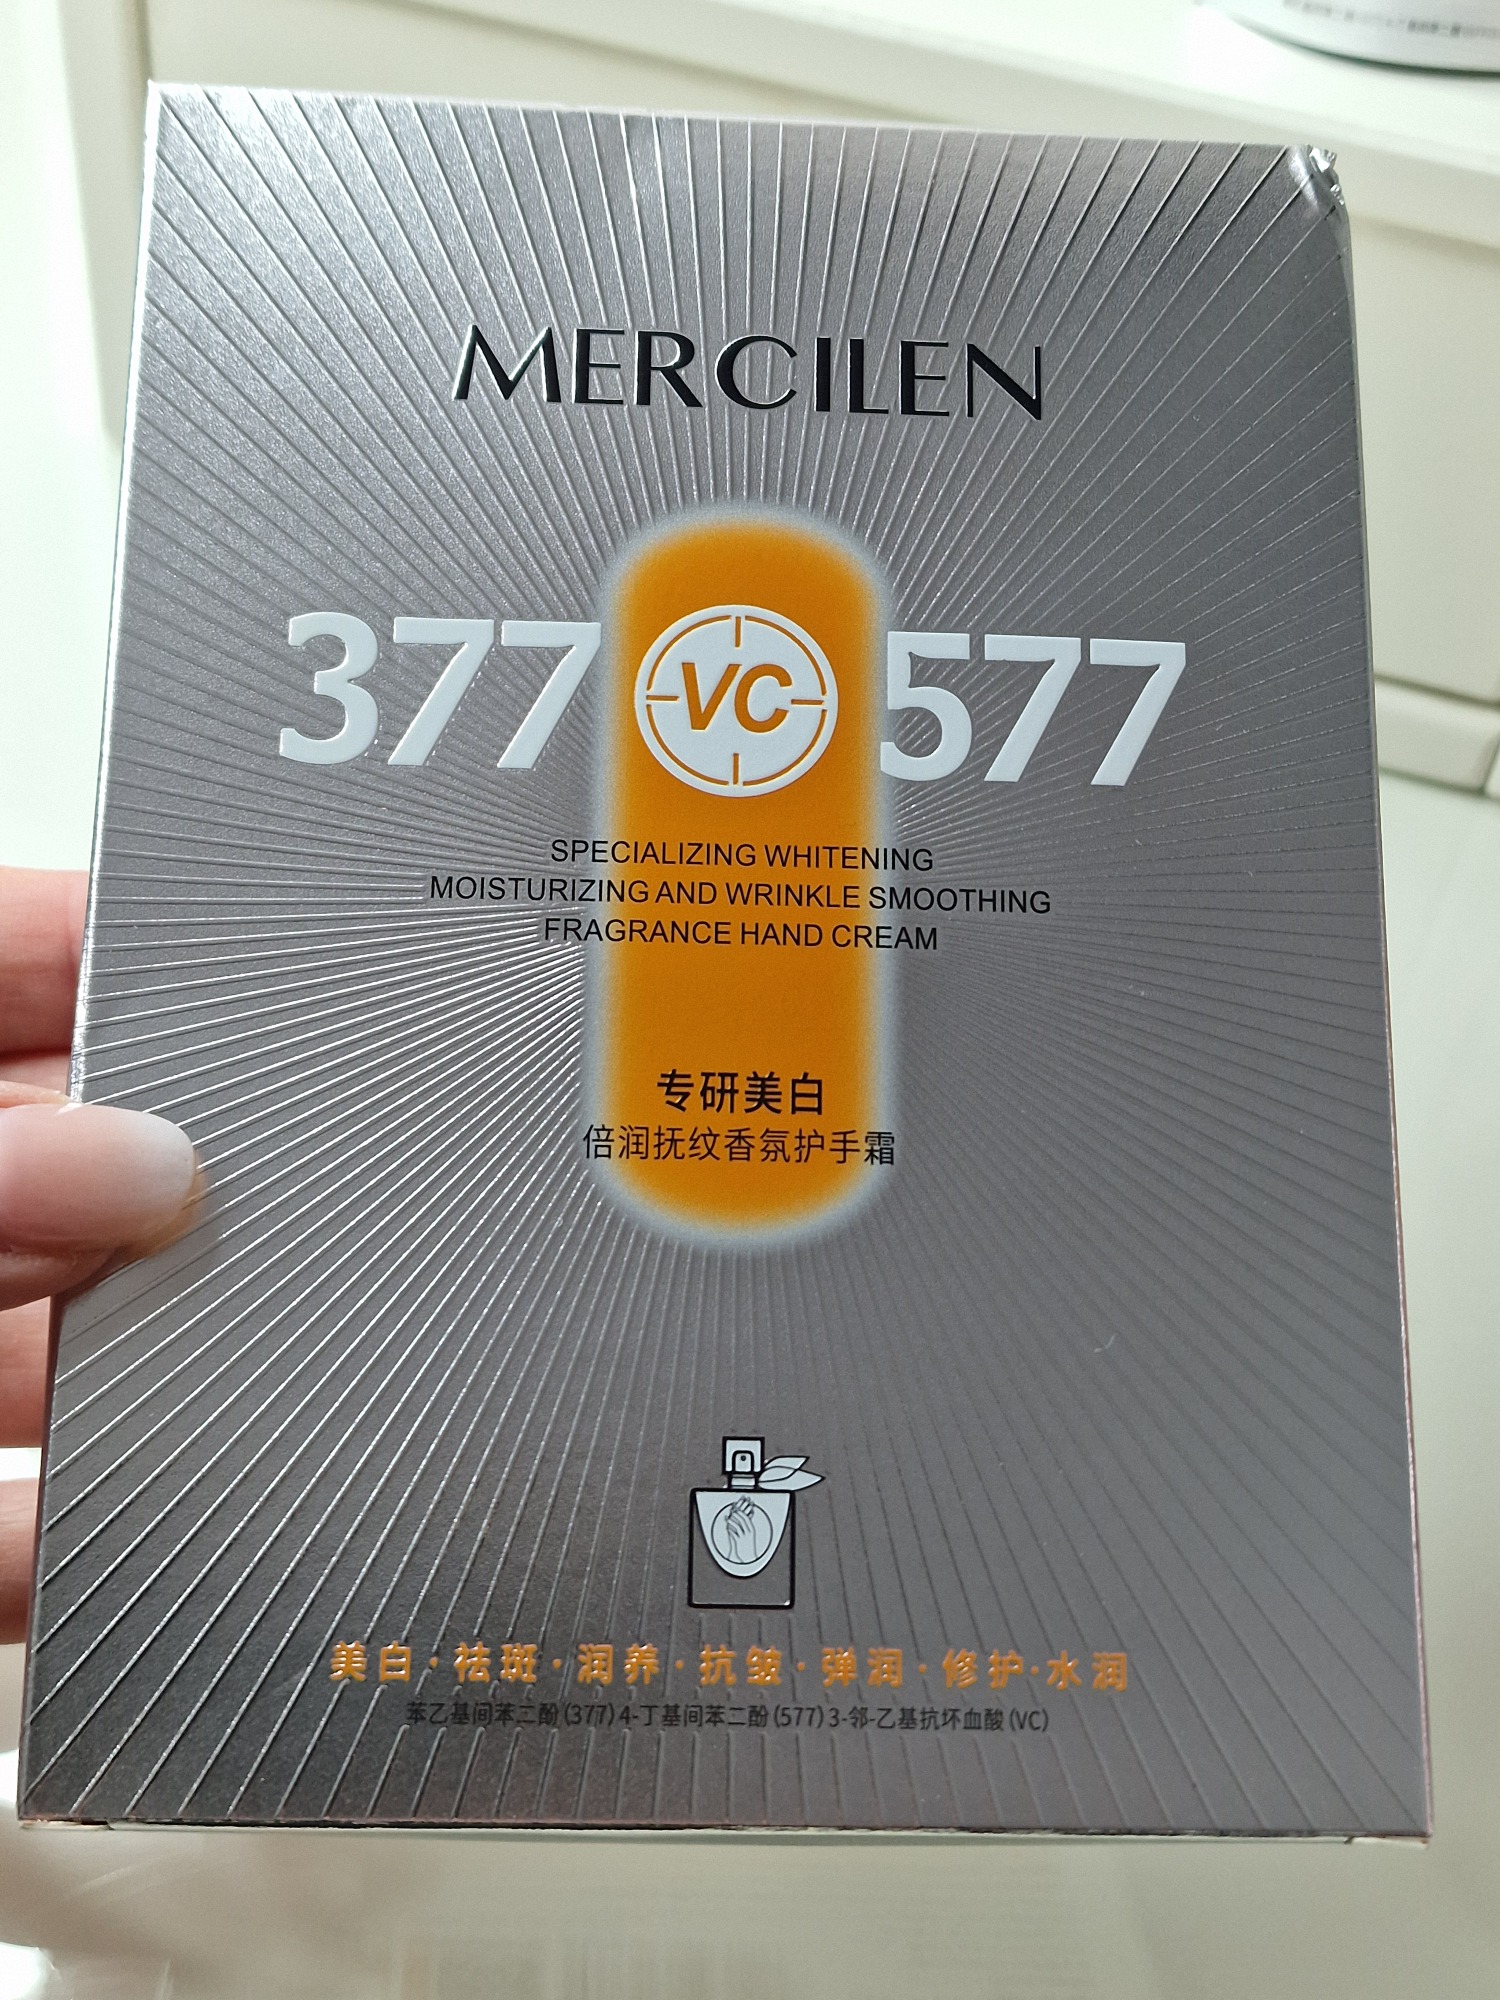 MERCILEN
377 VC 577
SPECIALIZING WHITENING
MOISTURIZING AND WRINKLE SMOOTHING
FRAGRANCE HAND CREAM
专研美白
倍润抚纹香氛护手霜
美白·祛斑·润养·抗皱·弹润·修护·水润
苯乙基间苯二酚(377)4-丁基间苯二酚(577)3-邻-乙基抗坏血酸(VC)